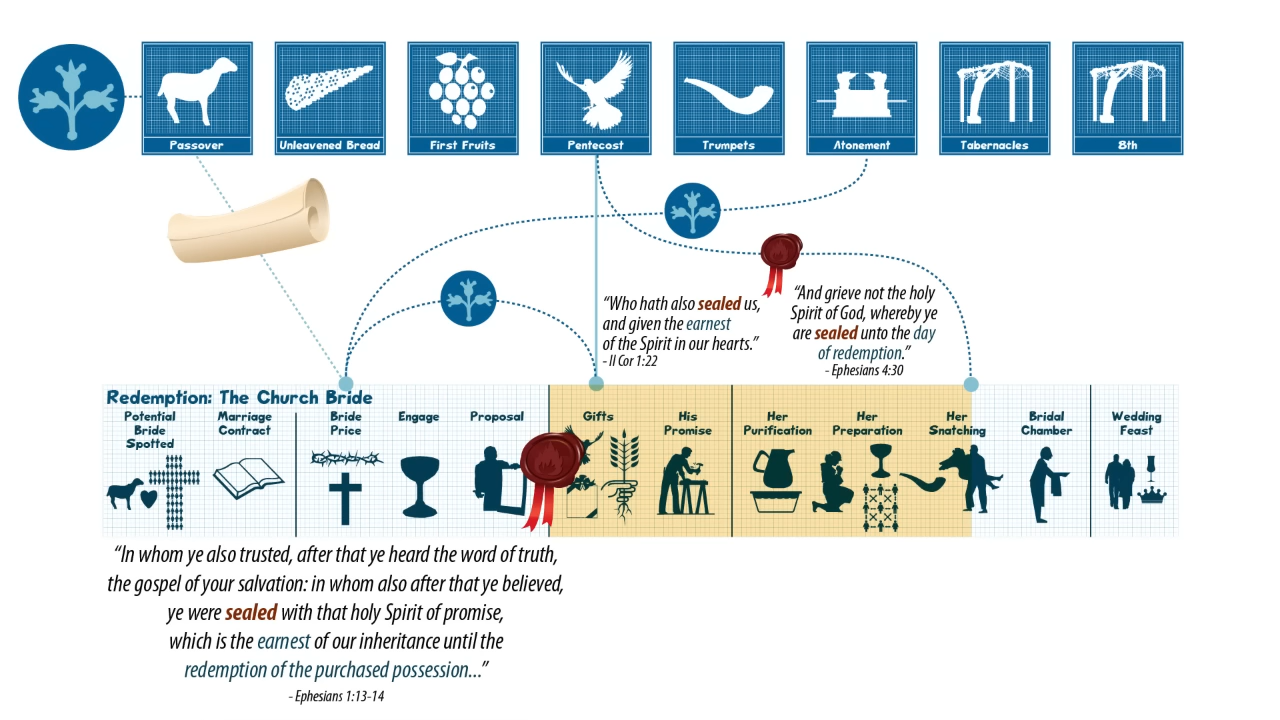 Passover
Unleavened Bread
First Fruits
Pentecost
Trumpets
Atonement
Tabernacles
8th
“Who hath also sealed us,
and given the earnest
of the Spirit in our hearts.”
- II Cor 1:22
“And grieve not the holy
Spirit of God, whereby ye
are sealed unto the day
of redemption.”
- Ephesians 4:30
Redemption: The Church Bride
Potential
Bride
Spotted
Marriage
Contract
Bride
Price
Engage
Proposal
Gifts
His
Promise
Her
Purification
Her
Preparation
Her
Snatching
Bridal
Chamber
Wedding
Feast
“In whom ye also trusted, after that ye heard the word of truth,
the gospel of your salvation: in whom also after that ye believed,
ye were sealed with that holy Spirit of promise,
which is the earnest of our inheritance until the
redemption of the purchased possession...”
- Ephesians 1:13-14